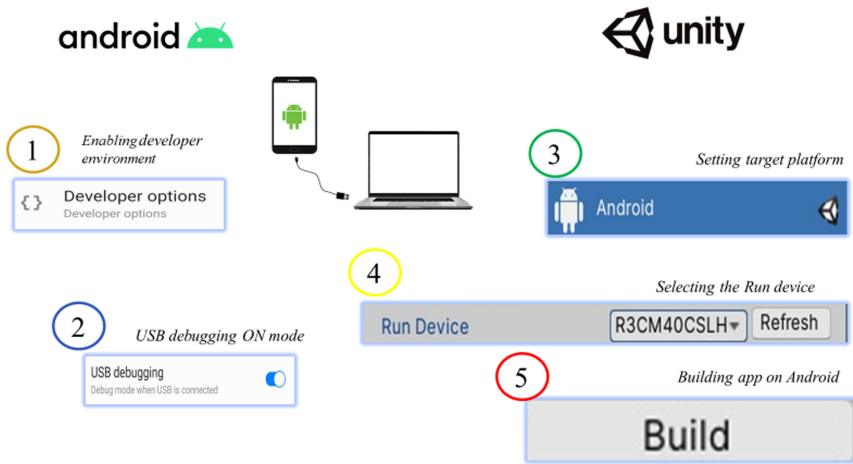 android
unity
1
Enabling developer
environment
{} Developer options
Developer options
2
USB debugging ON mode
USB debugging
Debug mode when USB is connected
3
Setting target platform
Android
4
Selecting the Run device
Run Device R3CM40CSLH Refresh
5
Building app on Android
Build